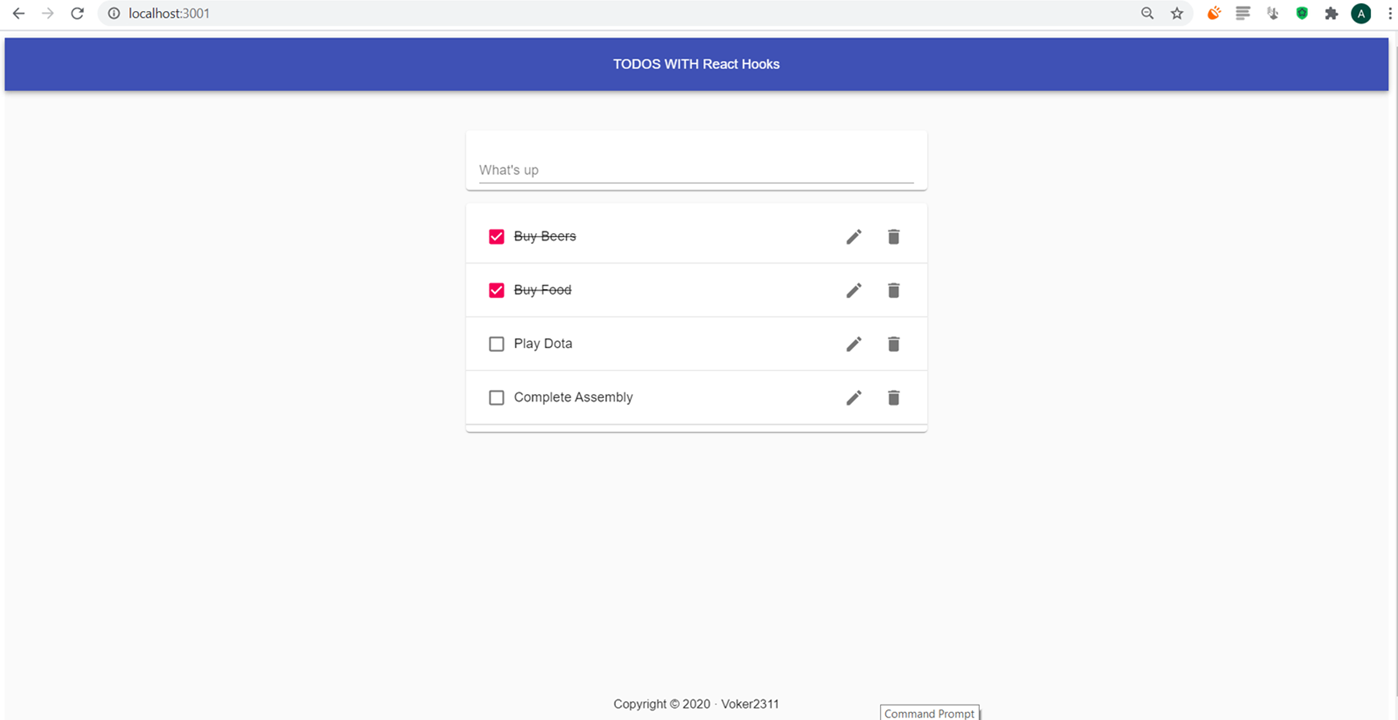 localhost:3001
A
TODOS WITH React Hooks
What's up
Buy Beers
Buy Food
Play Dota
Complete Assembly
Copyright © 2020 · Voker2311
Command Prompt